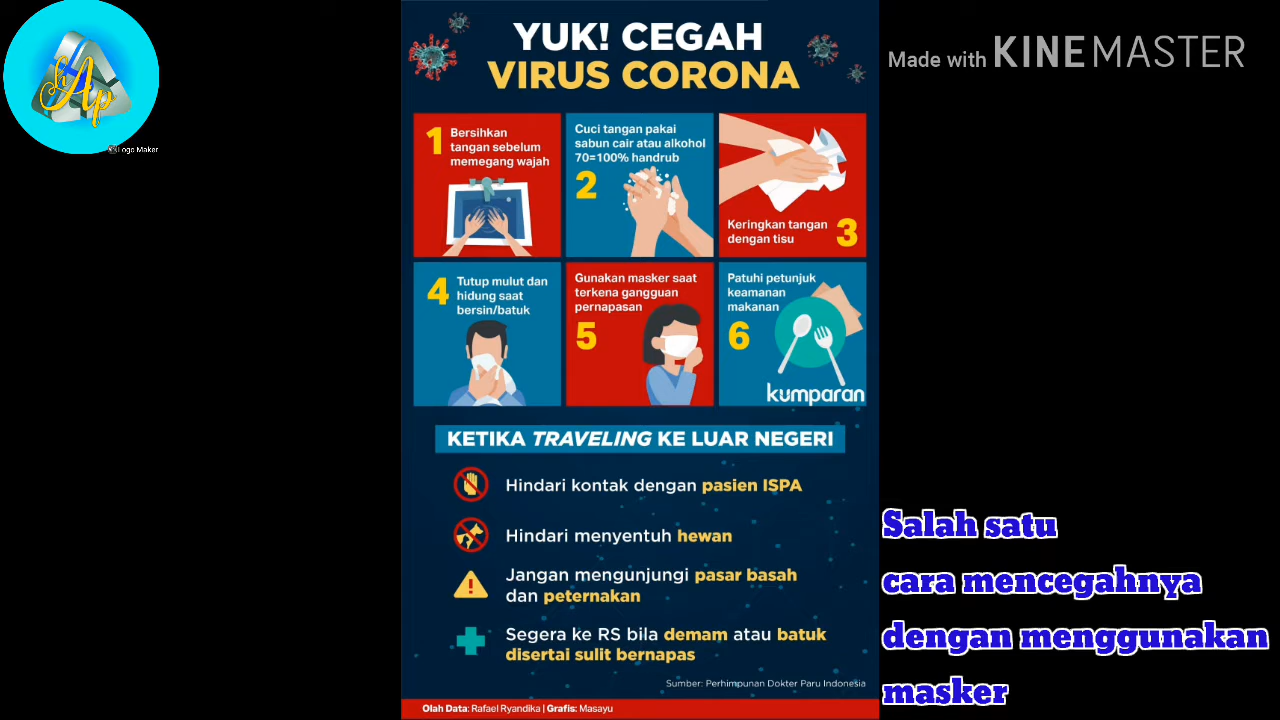 Ap
Logo Maker
YUK! CEGAH
VIRUS CORONA
Made with KINEMASTER
1
Bersihkan
tangan sebelum
memegang wajah
Cuci tangan pakai
sabun cair atau alkohol
70=100% handrub
2
Keringkan tangan
dengan tisu
3
4
Tutup mulut dan
hidung saat
bersin/batuk
Gunakan masker saat
terkena gangguan
pernapasan
5
Patuhi petunjuk
keamanan
makanan
6
kumparan
KETIKA TRAVELING KE LUAR NEGERI
Hindari kontak dengan pasien ISPA
Hindari menyentuh hewan
Jangan mengunjungi pasar basah
dan peternakan
Segera ke RS bila demam atau batuk
disertai sulit bernapas
Sumber: Perhimpunan Dokter Paru Indonesia
Olah Data: Rafael Ryandika | Grafis: Masayu
Salah satu
cara mencegahnya
dengan menggunakan
masker